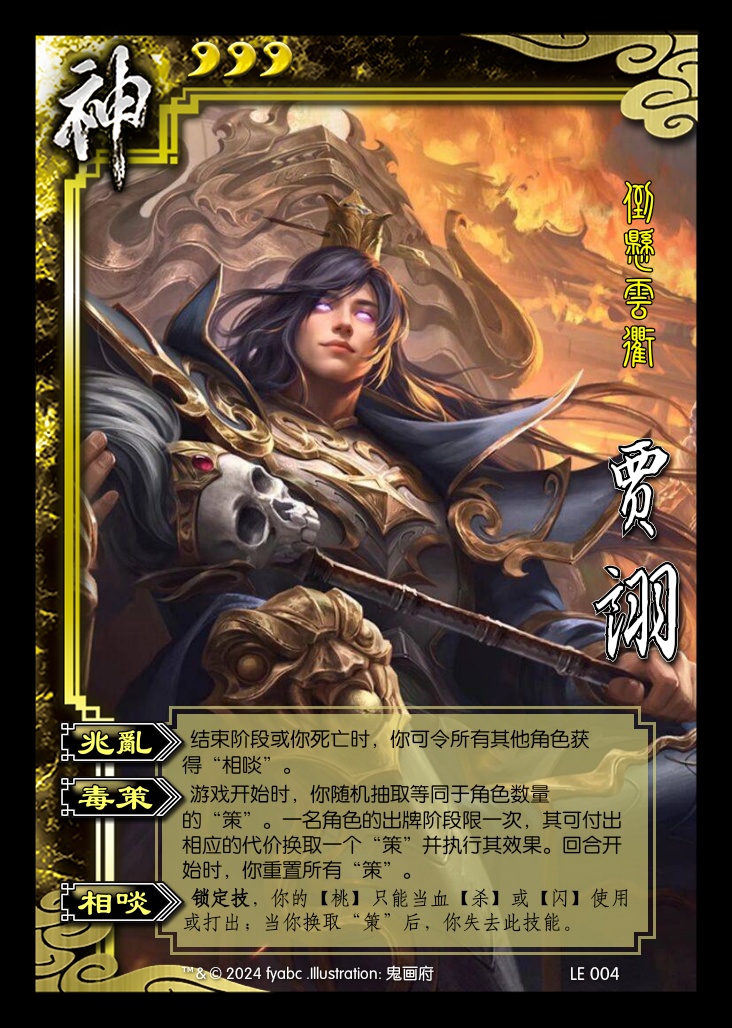 神
倒懸雲衢
贾诩
兆亂
结束阶段或你死亡时，你可令所有其他角色获
得“相啖”。
毒策
游戏开始时，你随机抽取等同于角色数量
的“策”。一名角色的出牌阶段限一次，其可付出
相应的代价换取一个“策”并执行其效果。回合开
始时，你重置所有“策”。
相啖
锁定技，你的【桃】只能当血【杀】或【闪】使用
或打出；当你换取“策”后，你失去此技能。
™&©2024 fyabc .Illustration: 鬼画府
LE 004